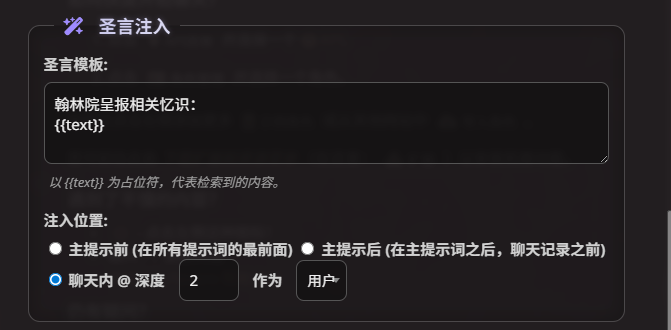 圣言注入
圣言模板:
翰林院呈报相关忆识：
{{text}}
以 {{text}} 为占位符，代表检索到的内容。
注入位置:
主提示前 (在所有提示词的最前面) 主提示后 (在主提示词之后，聊天记录之前)
聊天内 @ 深度 2 作为 用户